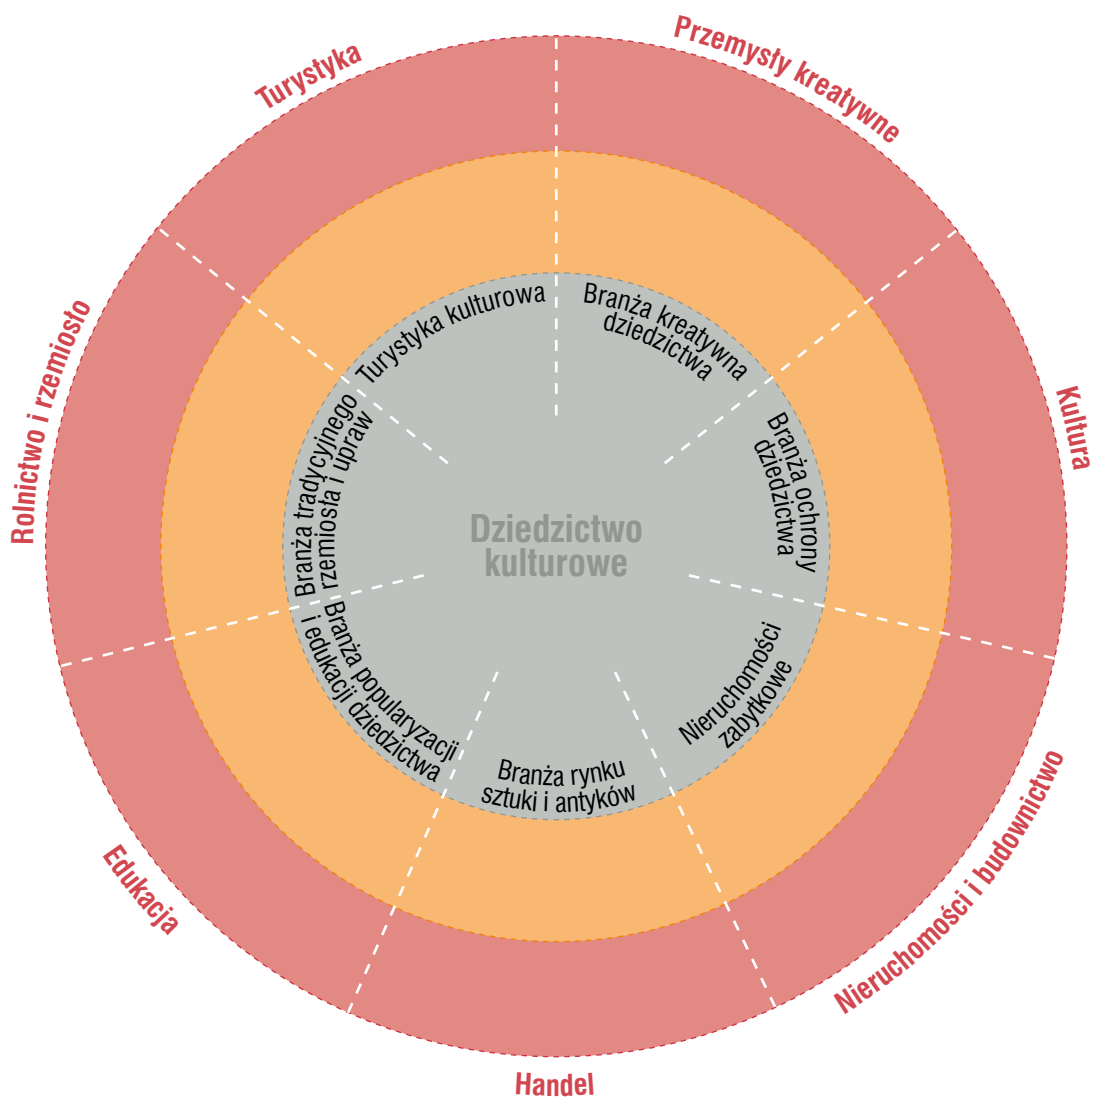 Przemysły kreatywne
Kultura
Nieruchomości i budownictwo
Handel
Edukacja
Rolnictwo i rzemiosło
Turystyka
Branża kreatywna
dziedzictwa
Branża ochrony
dziedzictwa
Nieruchomości
zabytkowe
Branża rynku
sztuki i antyków
Branża popularyzacji
i edukacji dziedzictwa
Branża tradycyjnego
rzemiosła i upraw
Turystyka kulturowa
Dziedzictwo
kulturowe